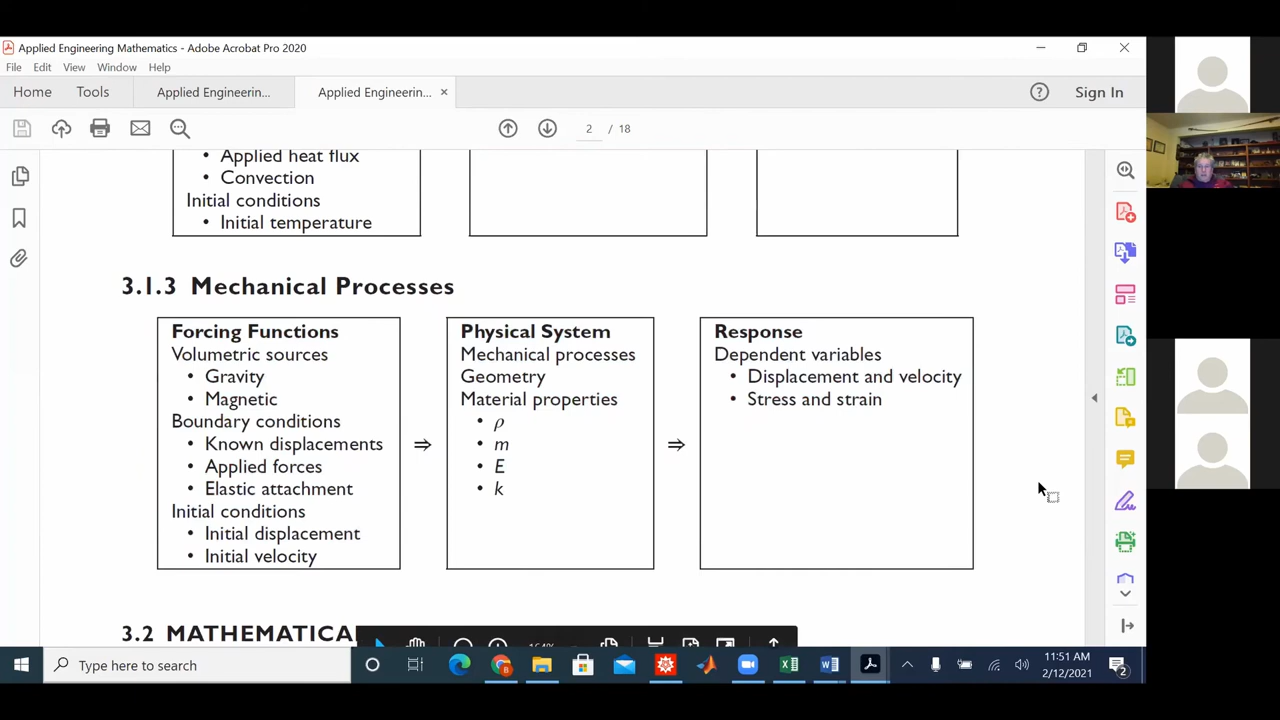 Applied Engineering Mathematics - Adobe Acrobat Pro 2020
File Edit View Window Help
Home Tools Applied Engineerin... Applied Engineerin... ×
Sign In
2 / 18
• Applied heat flux
• Convection
Initial conditions
• Initial temperature
3.1.3 Mechanical Processes
Forcing Functions
Volumetric sources
• Gravity
• Magnetic
Boundary conditions
• Known displacements
• Applied forces
• Elastic attachment
Initial conditions
• Initial displacement
• Initial velocity
⇒
Physical System
Mechanical processes
Geometry
Material properties
• ρ
• m
• E
• k
⇒
Response
Dependent variables
• Displacement and velocity
• Stress and strain
3.2 MATHEMATICA
Type here to search
11:51 AM
2/12/2021
2